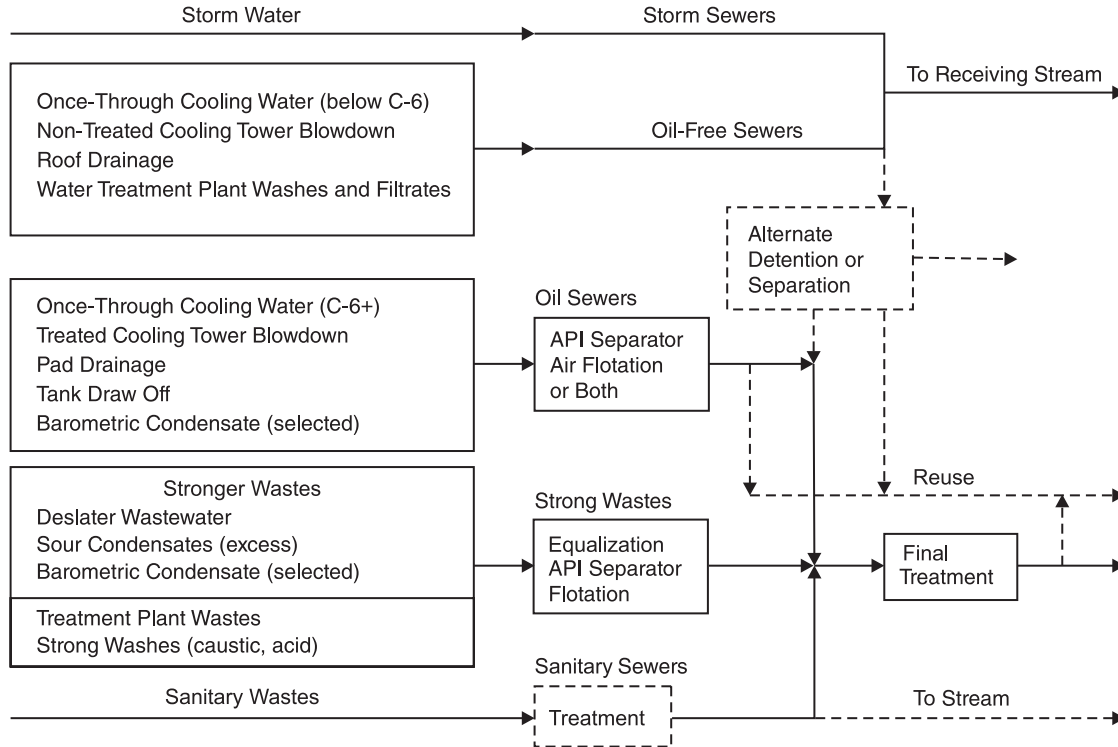 Storm Water
Storm Sewers
To Receiving Stream
Once-Through Cooling Water (below C-6)
Non-Treated Cooling Tower Blowdown
Roof Drainage
Water Treatment Plant Washes and Filtrates
Oil-Free Sewers
Alternate
Detention or
Separation
Once-Through Cooling Water (C-6+)
Treated Cooling Tower Blowdown
Pad Drainage
Tank Draw Off
Barometric Condensate (selected)
Oil Sewers
API Separator
Air Flotation
or Both
Reuse
Stronger Wastes
Deslater Wastewater
Sour Condensates (excess)
Barometric Condensate (selected)
Treatment Plant Wastes
Strong Washes (caustic, acid)
Strong Wastes
Equalization
API Separator
Flotation
Final
Treatment
Sanitary Wastes
Sanitary Sewers
Treatment
To Stream